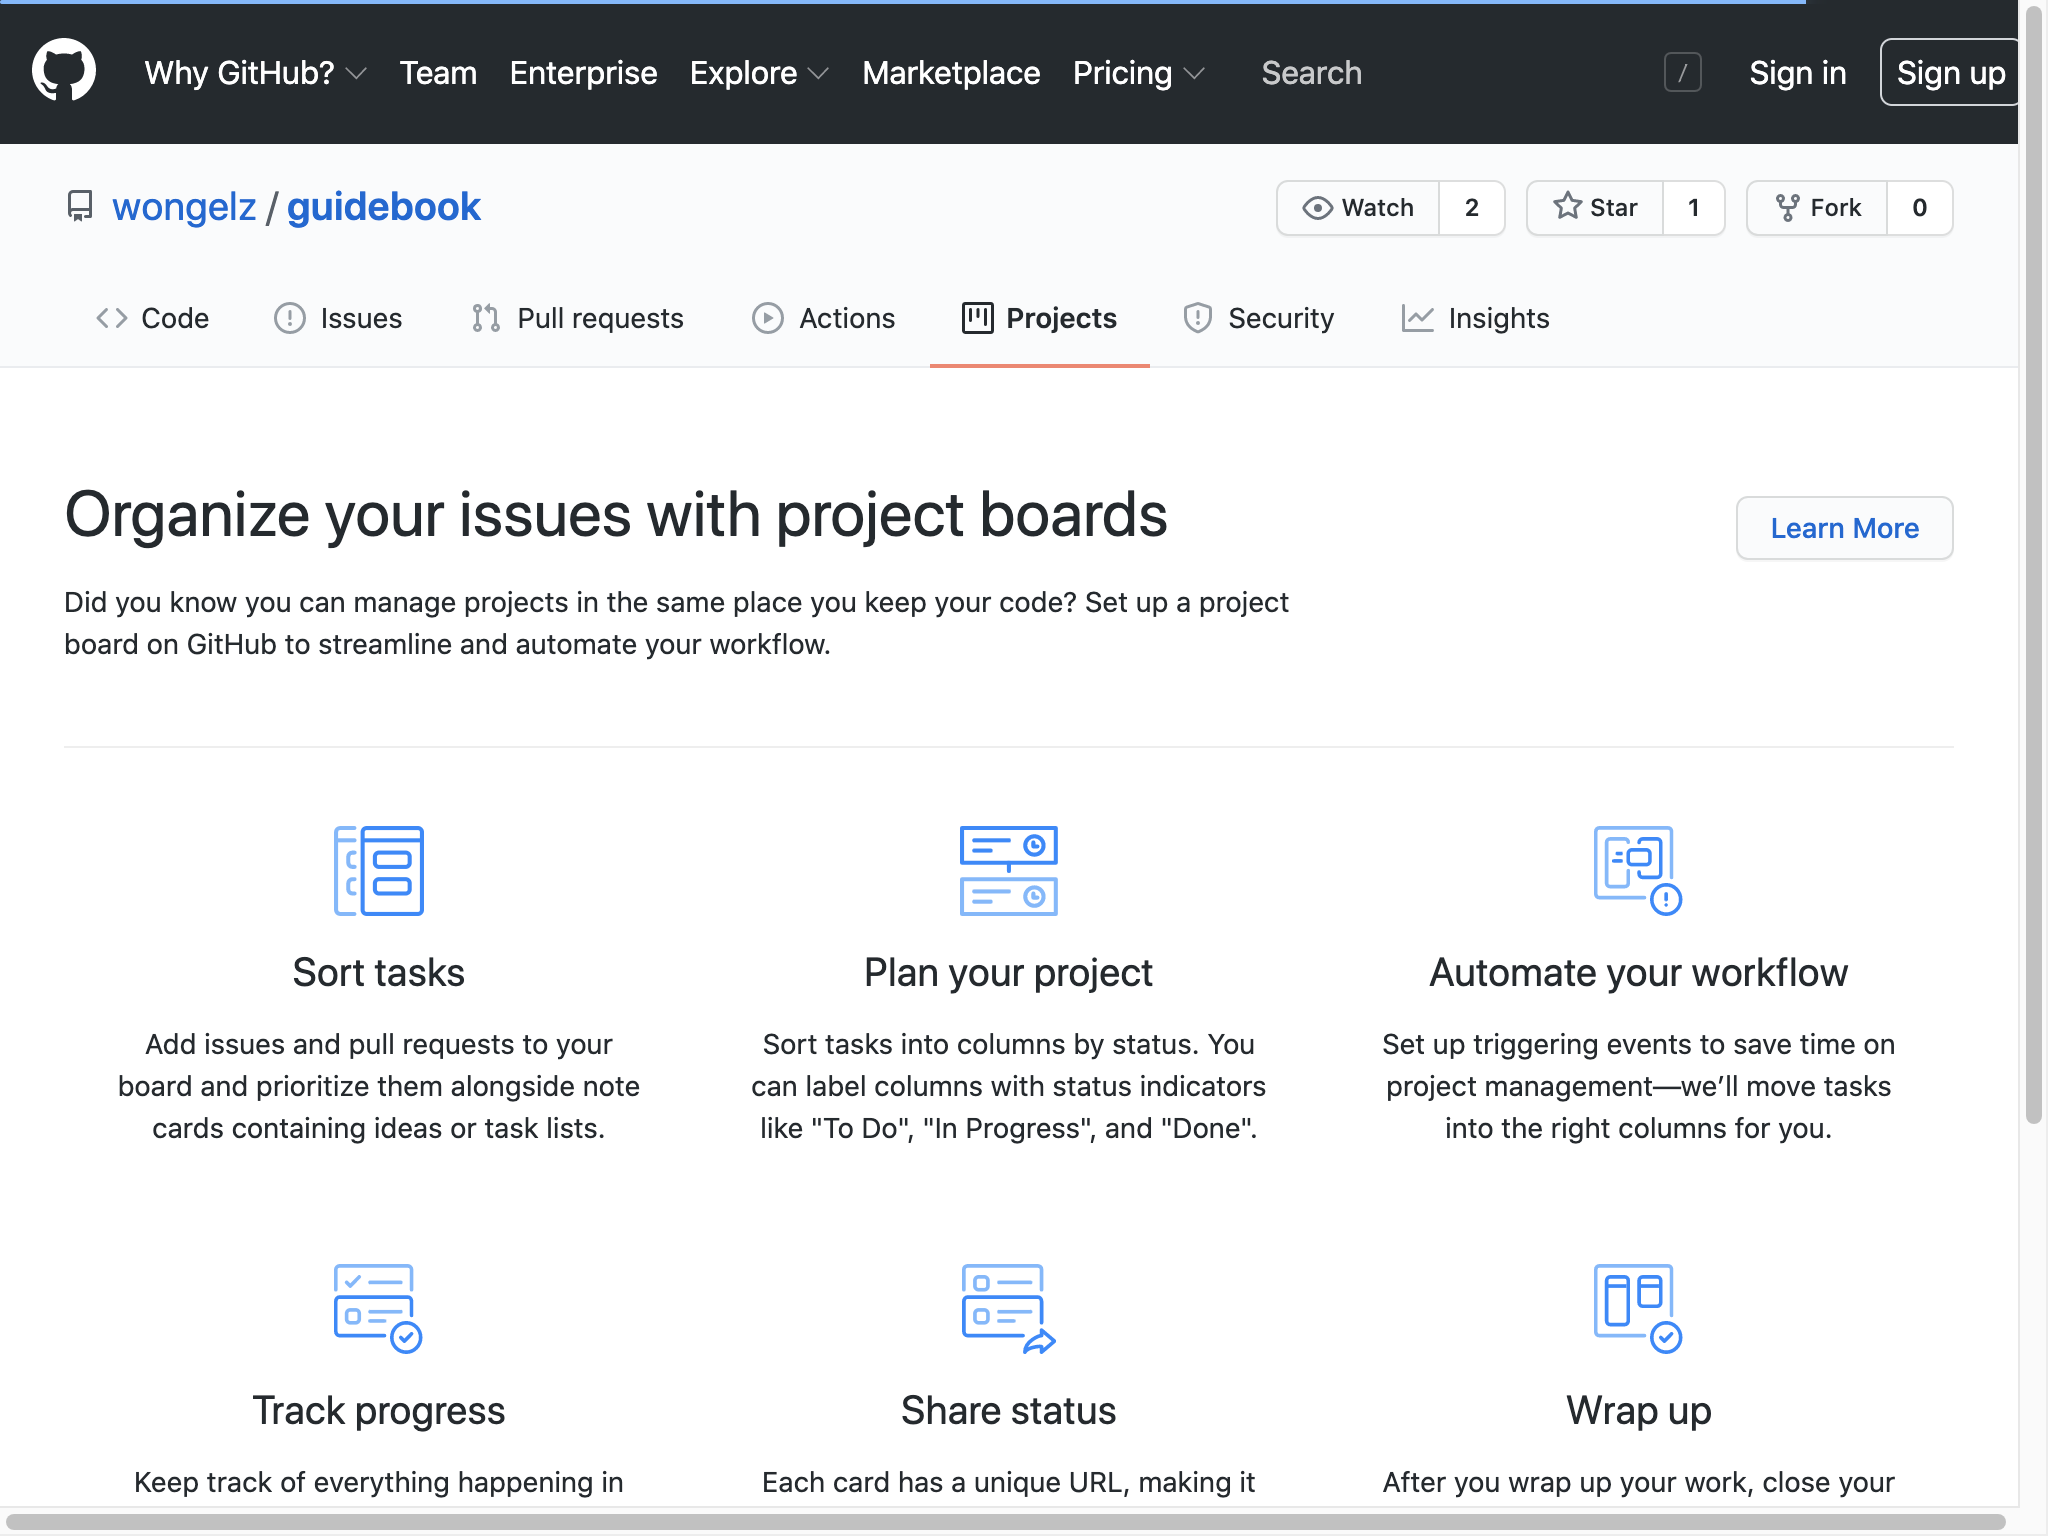 Why GitHub? Team Enterprise Explore Marketplace Pricing Search / Sign in Sign up
wongelz / guidebook Watch 2 Star 1 Fork 0
Code Issues Pull requests Actions Projects Security Insights
Organize your issues with project boards
Learn More
Did you know you can manage projects in the same place you keep your code? Set up a project
board on GitHub to streamline and automate your workflow.
Sort tasks
Add issues and pull requests to your
board and prioritize them alongside note
cards containing ideas or task lists.
Plan your project
Sort tasks into columns by status. You
can label columns with status indicators
like "To Do", "In Progress", and "Done".
Automate your workflow
Set up triggering events to save time on
project management—we’ll move tasks
into the right columns for you.
Track progress
Keep track of everything happening in
Share status
Each card has a unique URL, making it
Wrap up
After you wrap up your work, close your